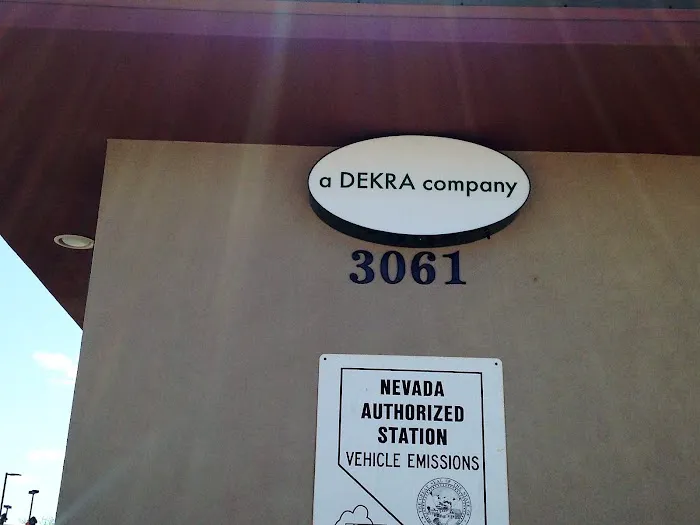 a DEKRA company
3061
NEVADA
AUTHORIZED
STATION
VEHICLE EMISSIONS